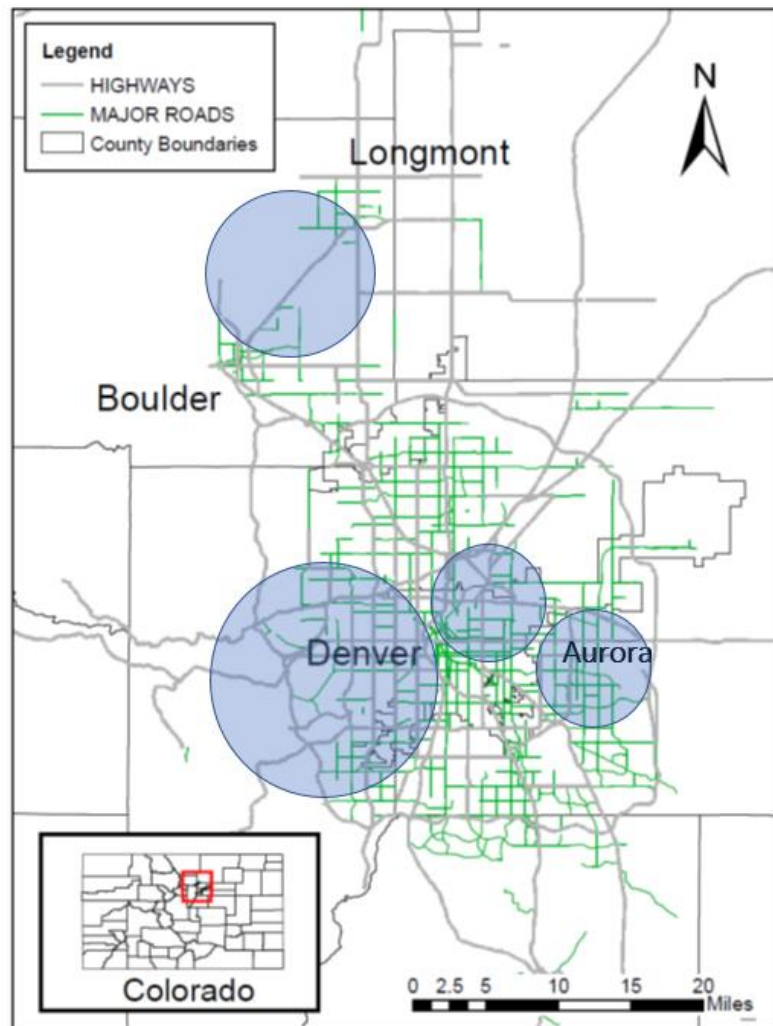 Legend
HIGHWAYS
MAJOR ROADS
County Boundaries
N
Longmont
Boulder
Denver
Aurora
Colorado
0 2.5 5 10 15 20
Miles